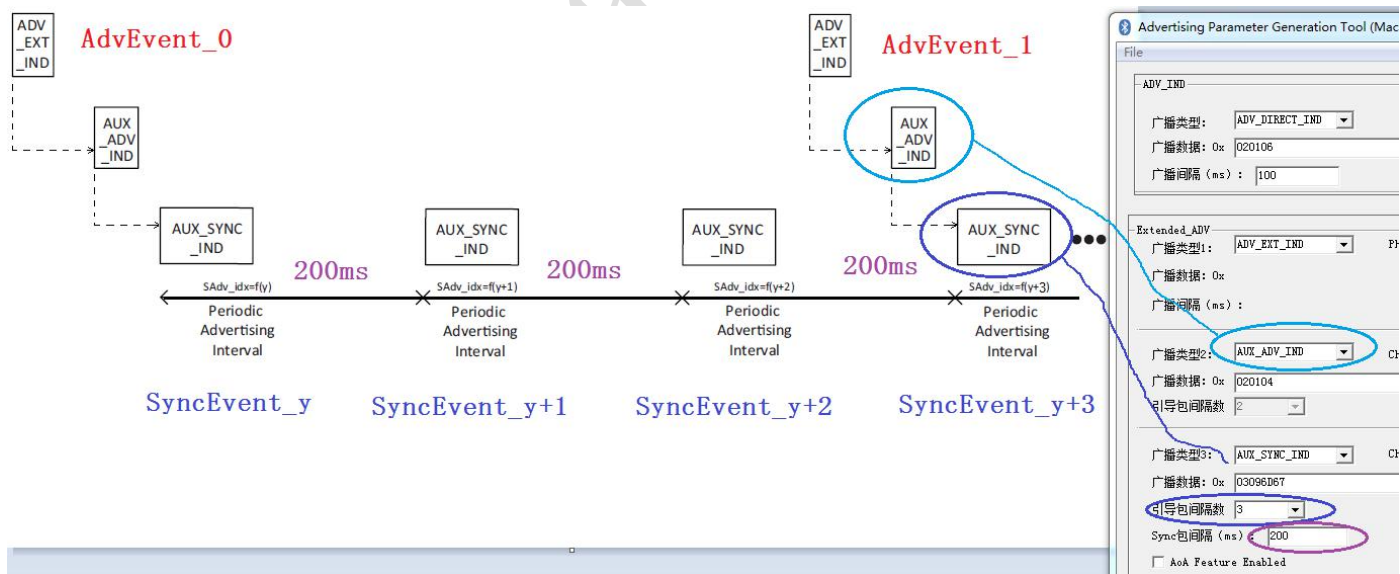 ADV
_EXT
_IND
AdvEvent_0
AUX
_ADV
_IND
AUX_SYNC
_IND
200ms
AUX_SYNC
_IND
200ms
AUX_SYNC
_IND
200ms
ADV
_EXT
_IND
AdvEvent_1
AUX
_ADV
_IND
AUX_SYNC
_IND
SAdv_idx=f(y)
SAdv_idx=f(y+1)
SAdv_idx=f(y+2)
SAdv_idx=f(y+3)
Periodic
Advertising
Interval
Periodic
Advertising
Interval
Periodic
Advertising
Interval
Periodic
Advertising
Interval
SyncEvent_y
SyncEvent_y+1
SyncEvent_y+2
SyncEvent_y+3
Advertising Parameter Generation Tool (Mac
File
ADV_IND
广播类型: ADV_DIRECT_IND
广播数据: 0x 020106
广播间隔 (ms) : 100
Extended_ADV
广播类型1: ADV_EXT_IND
广播数据: 0x
广播间隔 (ms) :
广播类型2: AUX_ADV_IND
广播数据: 0x 020104
引导包间隔数 2
广播类型3: AUX_SYNC_IND
广播数据: 0x 03096D67
引导包间隔数 3
Sync包间隔 (ms) : 200
AoA Feature Enabled